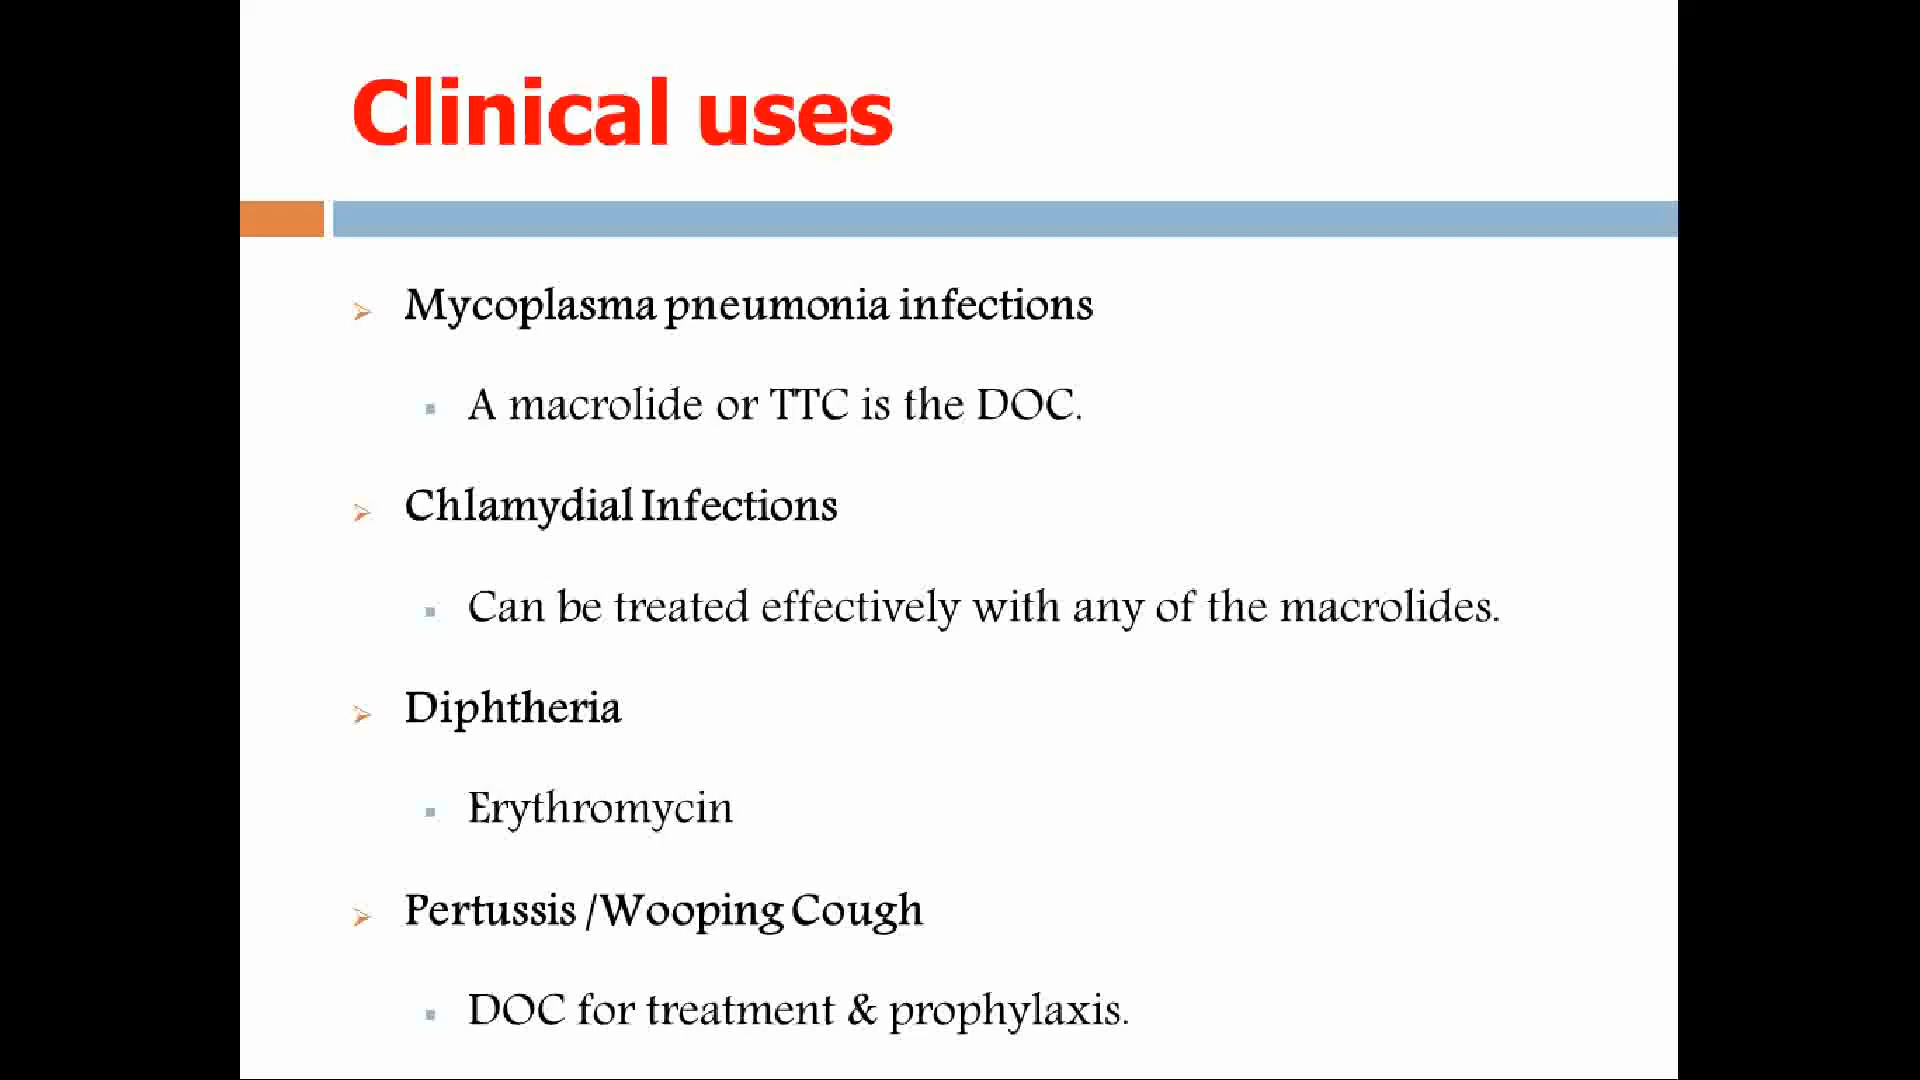 Clinical uses
Mycoplasma pneumonia infections
A macrolide or TTC is the DOC.
Chlamydial Infections
Can be treated effectively with any of the macrolides.
Diphtheria
Erythromycin
Pertussis /Wooping Cough
DOC for treatment & prophylaxis.